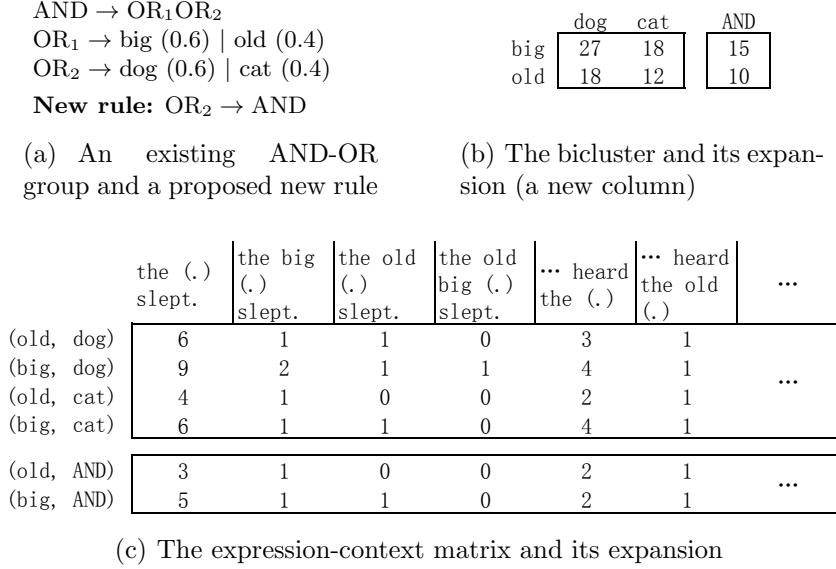 AND → OR₁OR₂
OR₁ → big (0.6) | old (0.4)
OR₂ → dog (0.6) | cat (0.4)
New rule: OR₂ → AND
(a) An existing AND-OR
group and a proposed new rule
dog cat AND
big 27 18 15
old 18 12 10
(b) The bicluster and its expan-
sion (a new column)
the (.) slept. | the big (.) slept. | the old (.) slept. | the old big (.) slept. | … heard the (.) | … heard the old (.) | …
(old, dog) 6 1 1 0 3 1
(big, dog) 9 2 1 1 4 1 …
(old, cat) 4 1 0 0 2 1
(big, cat) 6 1 1 0 4 1
(old, AND) 3 1 0 0 2 1 …
(big, AND) 5 1 1 0 2 1
(c) The expression-context matrix and its expansion